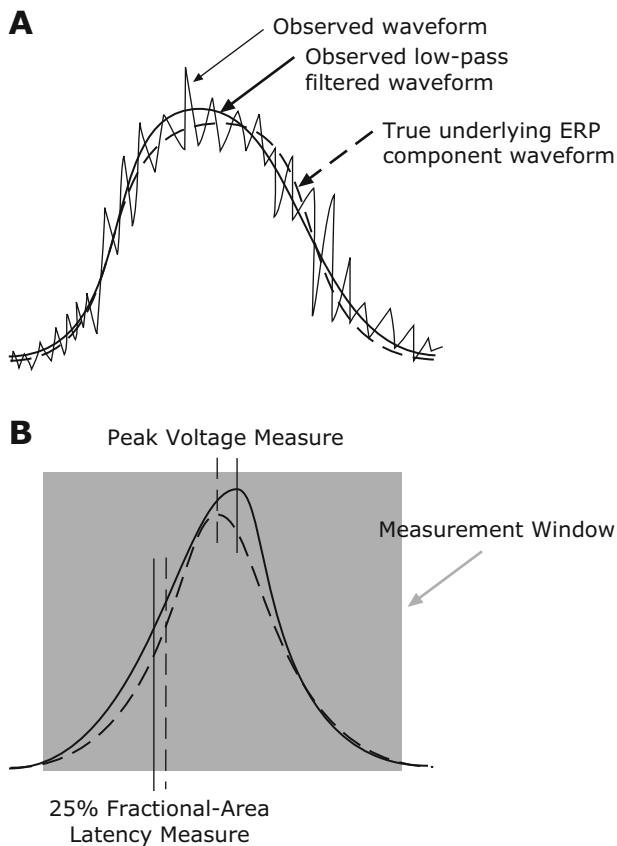 A
Observed waveform
Observed low-pass
filtered waveform
True underlying ERP
component waveform
B
Peak Voltage Measure
Measurement Window
25% Fractional-Area
Latency Measure